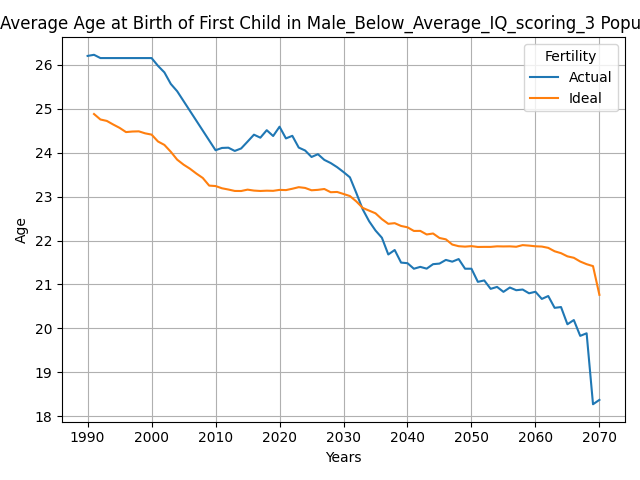 Average Age at Birth of First Child in Male_Below_Average_IQ_scoring_3 Popu
Fertility
Actual
Ideal
26
25
24
23
22
21
20
19
18
Age
1990 2000 2010 2020 2030 2040 2050 2060 2070
Years